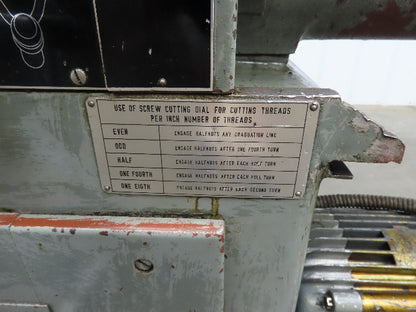 USE OF SCREW CUTTING DIAL FOR CUTTING THREADS
PER INCH NUMBER OF THREADS
EVEN ENGAGE HALFNUTS ANY GRADUATION LINE
ODD ENGAGE HALFNUTS AFTER ONE FOURTH TURN
HALF ENGAGE HALFNUTS AFTER EACH HALF TURN
ONE FOURTH ENGAGE HALFNUTS AFTER EACH FULL TURN
ONE EIGTH ENGAGE HALFNUTS AFTER EACH SECOND TURN